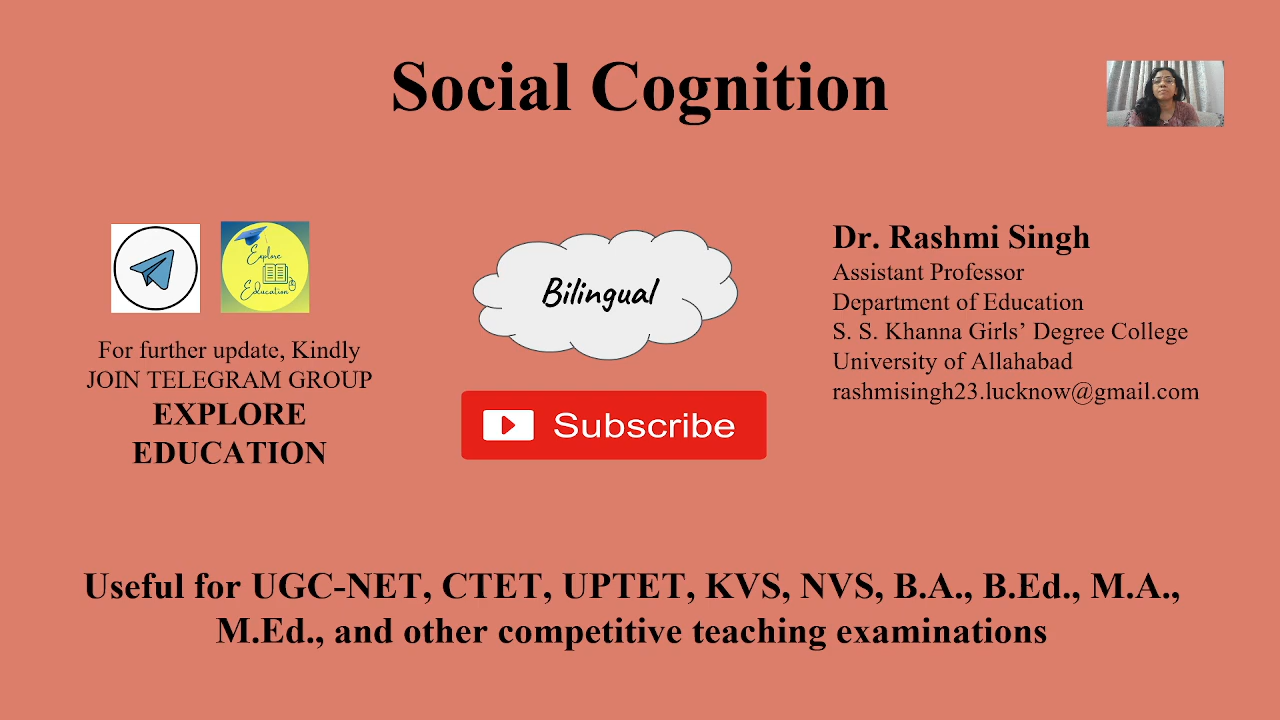 Social Cognition
Explore
Education
For further update, Kindly
JOIN TELEGRAM GROUP
EXPLORE
EDUCATION
Bilingual
Subscribe
Dr. Rashmi Singh
Assistant Professor
Department of Education
S. S. Khanna Girls’ Degree College
University of Allahabad
rashmisingh23.lucknow@gmail.com
Useful for UGC-NET, CTET, UPTET, KVS, NVS, B.A., B.Ed., M.A.,
M.Ed., and other competitive teaching examinations